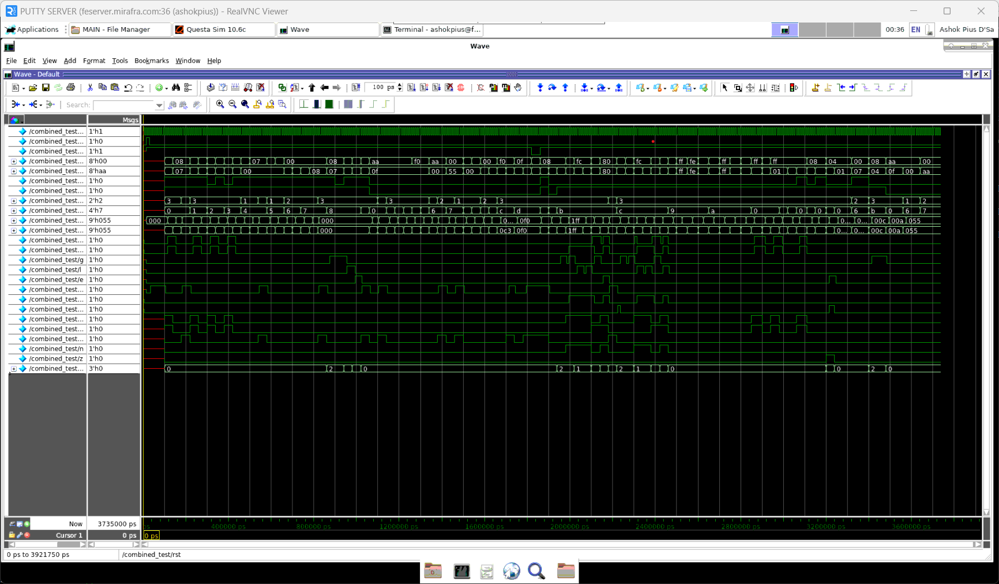 PUTTY SERVER (feserver.mirafra.com:36 (ashokpius)) - RealVNC Viewer
Applications MAIN - File Manager Questa Sim 10.6c Wave Terminal - ashokpius@f... 00:36 EN Ashok Pius D'Sa
Wave
File Edit View Add Format Tools Bookmarks Window Help
Wave - Default
100 ps
Search:
Msgs
/combined_test... 1'h1
/combined_test... 1'h0
/combined_test... 1'h1
/combined_test... 8'h00 08 07 00 08 aa f0 aa 00 00 f0 0f 08 fc 80 fc ff fe ff ff ff 08 04 00 08 aa 00
/combined_test... 8'haa 07 00 08 07 0f 00 55 00 80 ff fe ff 01 01 07 04 0f 00 aa
/combined_test... 1'h0
/combined_test... 1'h0
/combined_test... 2'h2 3 3 1 1 2 3 3 2 1 2 3 3 2 3 1 2
/combined_test... 4'h7 0 1 2 3 4 5 6 7 8 0 6 7 c d b c 9 a 0 0 0 0 6 b 0 6 7
/combined_test... 9'h055 000 000 0... 0f0 1ff 0... 0... 00c 00a 055
/combined_test... 9'h055 000 0c3 0f0 1ff 0... 0... 00c 00a 055
/combined_test... 1'h0
/combined_test... 1'h0
/combined_test/g 1'h0
/combined_test/l 1'h0
/combined_test/e 1'h0
/combined_test... 1'h0
/combined_test... 1'h0
/combined_test... 1'h0
/combined_test... 1'h0
/combined_test... 1'h0
/combined_test... 1'h0
/combined_test/n 1'h0
/combined_test/z 1'h0
/combined_test... 3'h0 0 2 0 2 1 2 1 0 0 2 0
Now 3735000 ps ps 400000 ps 800000 ps 1200000 ps 1600000 ps 2000000 ps 2400000 ps 2800000 ps 3200000 ps 3600000 ps
Cursor 1 0 ps 0 ps
0 ps to 3921750 ps /combined_test/rst